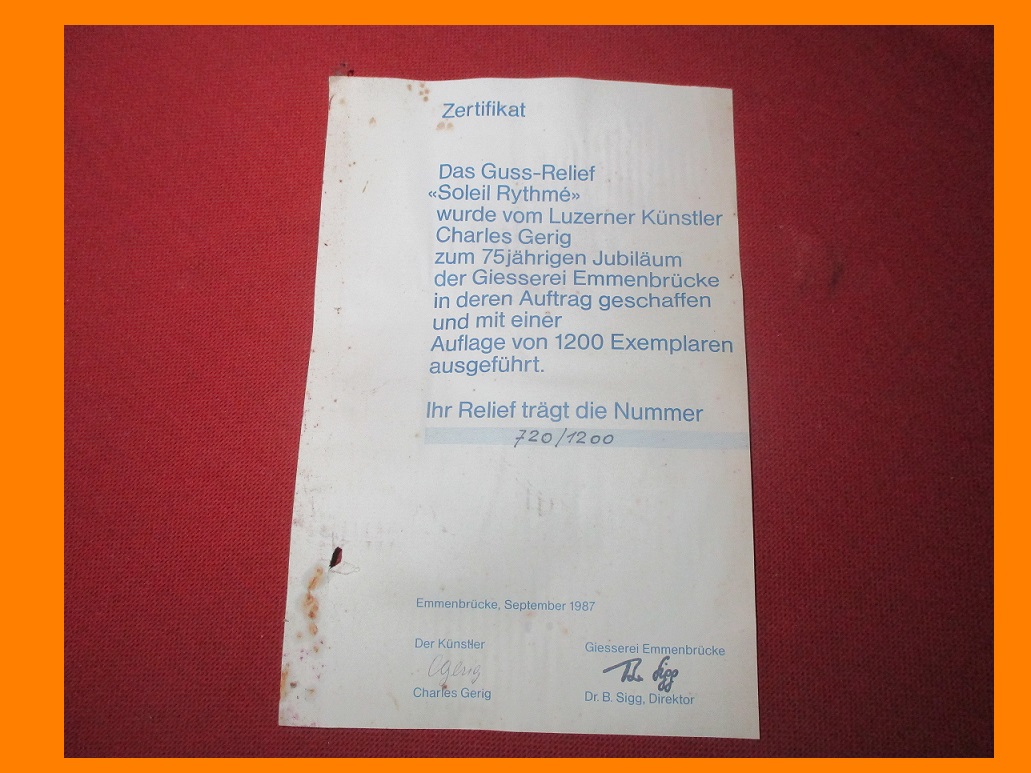 Zertifikat
Das Guss-Relief
«Soleil Rythmé»
wurde vom Luzerner Künstler
Charles Gerig
zum 75jährigen Jubiläum
der Giesserei Emmenbrücke
in deren Auftrag geschaffen
und mit einer
Auflage von 1200 Exemplaren
ausgeführt.
Ihr Relief trägt die Nummer
720/1200
Emmenbrücke, September 1987
Der Künstler
CGerig
Charles Gerig
Giesserei Emmenbrücke
Sigg
Dr. B. Sigg, Direktor